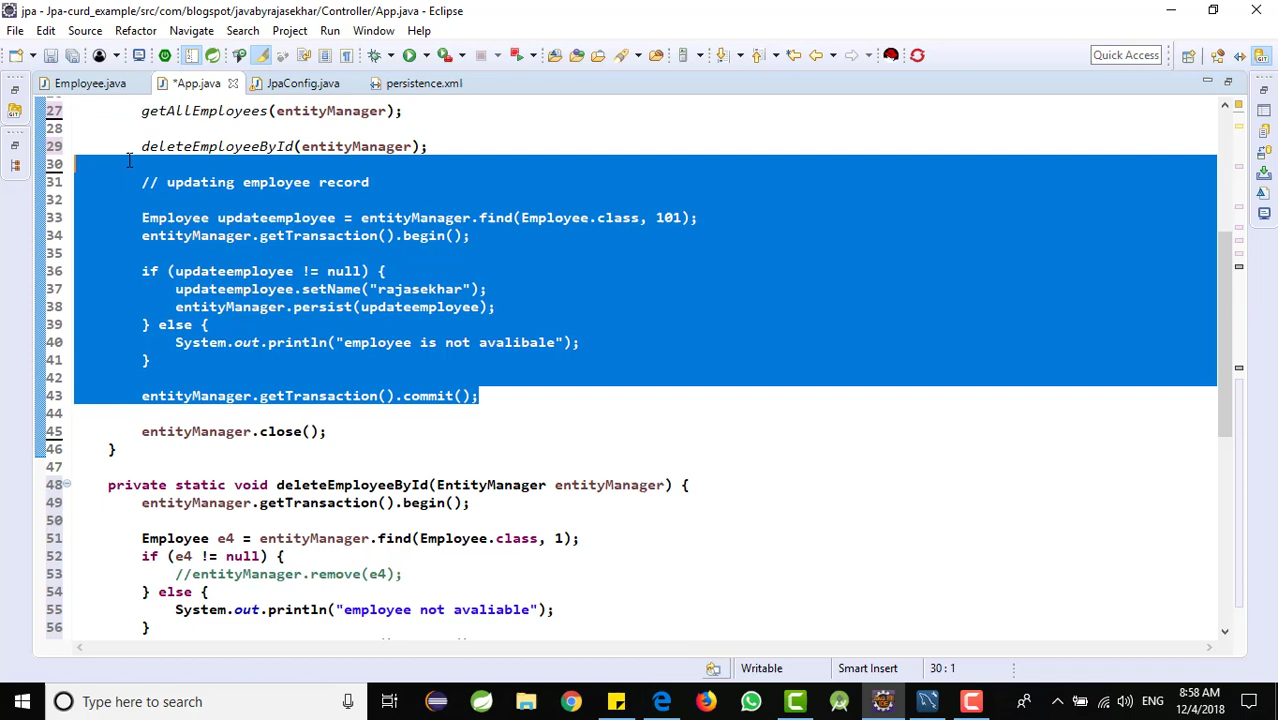 jpa - Jpa-curd_example/src/com/blogspot/javabyrajasekhar/Controller/App.java - Eclipse
File Edit Source Refactor Navigate Search Project Run Window Help
Quick Access
Employee.java *App.java JpaConfig.java persistence.xml
27 getAllEmployees(entityManager);
28
29 deleteEmployeeById(entityManager);
30
31 // updating employee record
32
33 Employee updateemployee = entityManager.find(Employee.class, 101);
34 entityManager.getTransaction().begin();
35
36 if (updateemployee != null) {
37 updateemployee.setName("rajasekhar");
38 entityManager.persist(updateemployee);
39 } else {
40 System.out.println("employee is not avalibale");
41 }
42
43 entityManager.getTransaction().commit();
44
45 entityManager.close();
46 }
47
48 private static void deleteEmployeeById(EntityManager entityManager) {
49 entityManager.getTransaction().begin();
50
51 Employee e4 = entityManager.find(Employee.class, 1);
52 if (e4 != null) {
53 //entityManager.remove(e4);
54 } else {
55 System.out.println("employee not avaliable");
56 }
Writable Smart Insert 30 : 1
Type here to search
ENG
8:58 AM
12/4/2018